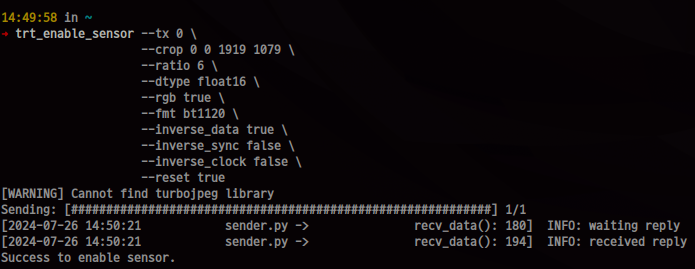 14:49:58 in ~
➜ trt_enable_sensor --tx 0 \
--crop 0 0 1919 1079 \
--ratio 6 \
--dtype float16 \
--rgb true \
--fmt bt1120 \
--inverse_data true \
--inverse_sync false \
--inverse_clock false \
--reset true
[WARNING] Cannot find turbojpeg library
Sending: [############################################################] 1/1
[2024-07-26 14:50:21 sender.py -> recv_data(): 180] INFO: waiting reply
[2024-07-26 14:50:21 sender.py -> recv_data(): 194] INFO: received reply
Success to enable sensor.